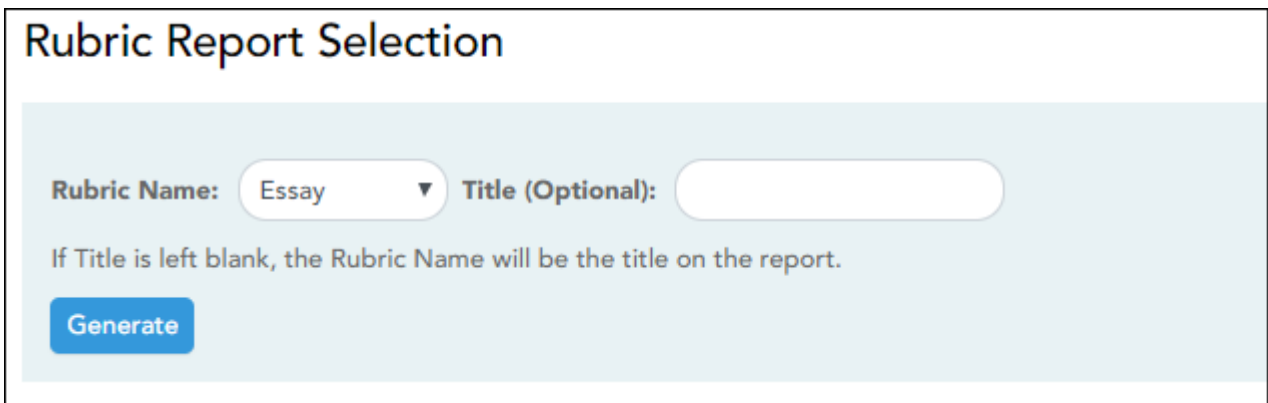 Rubric Report Selection
Rubric Name: Essay Title (Optional):
If Title is left blank, the Rubric Name will be the title on the report.
Generate